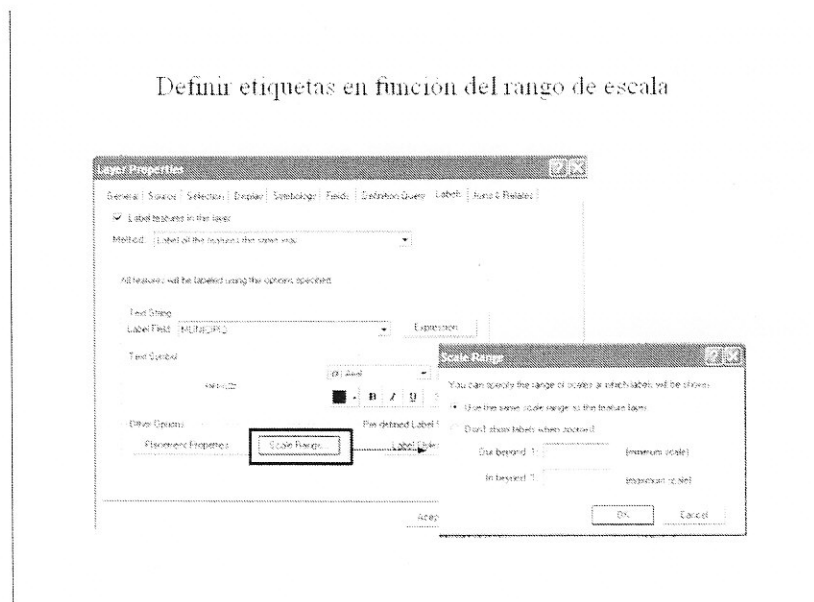 Definir etiquetas en función del rango de escala
Layer Properties
General Source Selection Display Symbology Fields Definition Query Labels Joins & Relates
Label features in this layer
Method: Label all the features the same way
All features will be labeled using the options specified.
Text String
Label Field: MUNICIPIO
Expression...
Text Symbol
Arial
B I U
Other Options
Pre-defined Label
Placement Properties...
Scale Range...
Label Styles
Acep
Scale Range
You can specify the range of scales at which labels will be shown:
Use the same scale range as the feature layer
Don't show labels when zoomed:
Out beyond 1: (minimum scale)
In beyond 1: (maximum scale)
OK Cancel